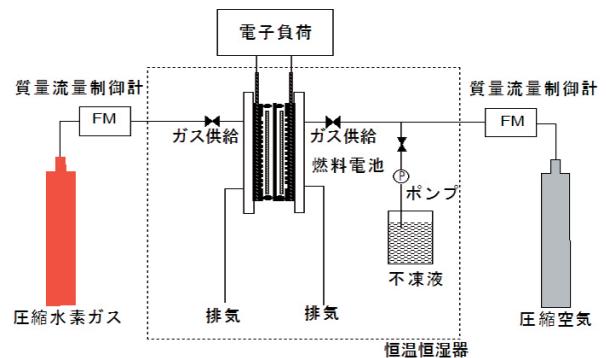 電子負荷
質量流量制御計
質量流量制御計
FM
FM
ガス供給
ガス供給
燃料電池
P
ポンプ
不凍液
排気
排気
圧縮水素ガス
圧縮空気
恒温恒湿器